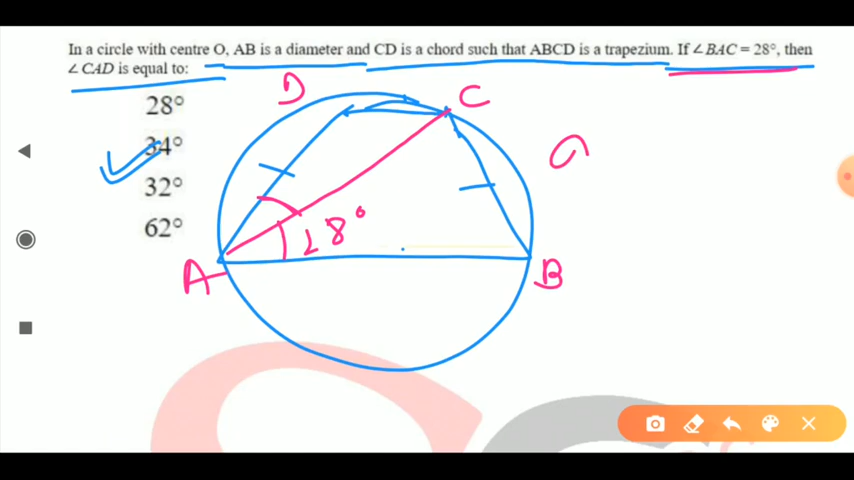 In a circle with centre O, AB is a diameter and CD is a chord such that ABCD is a trapezium. If ∠BAC = 28°, then
∠CAD is equal to:
28°
34°
32°
62°
D
C
28°
A
B